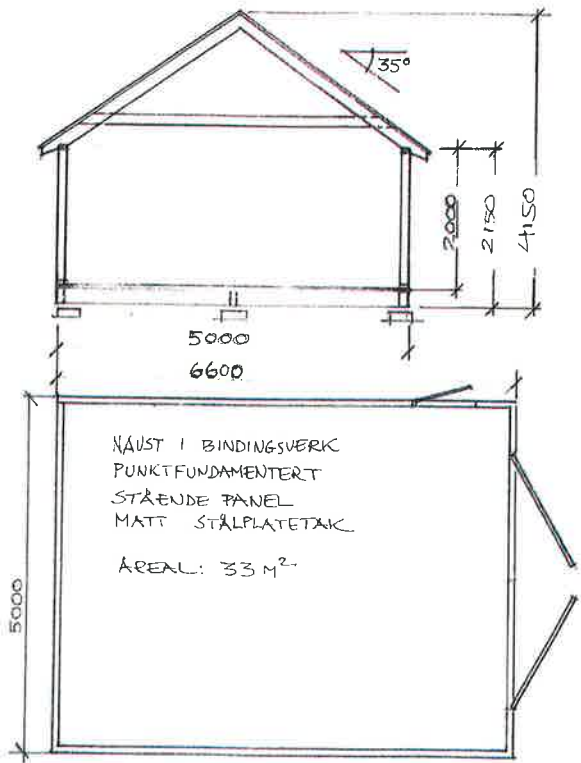 35°
2000
2150
4150
5000
6600
NAUST I BINDINGSVERK
PUNKTFUNDAMENTERT
STÅENDE PANEL
MATT STÅLPLATETAK
AREAL: 33 M²
5000